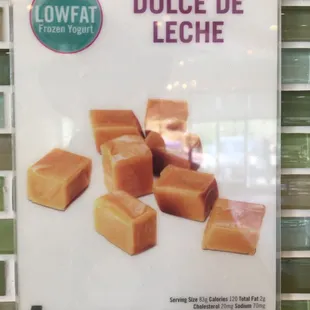 LOWFAT
Frozen Yogurt
DULCE DE
LECHE
Serving Size 83g Calories 120 Total Fat 2g
Cholesterol 20mg Sodium 70mg